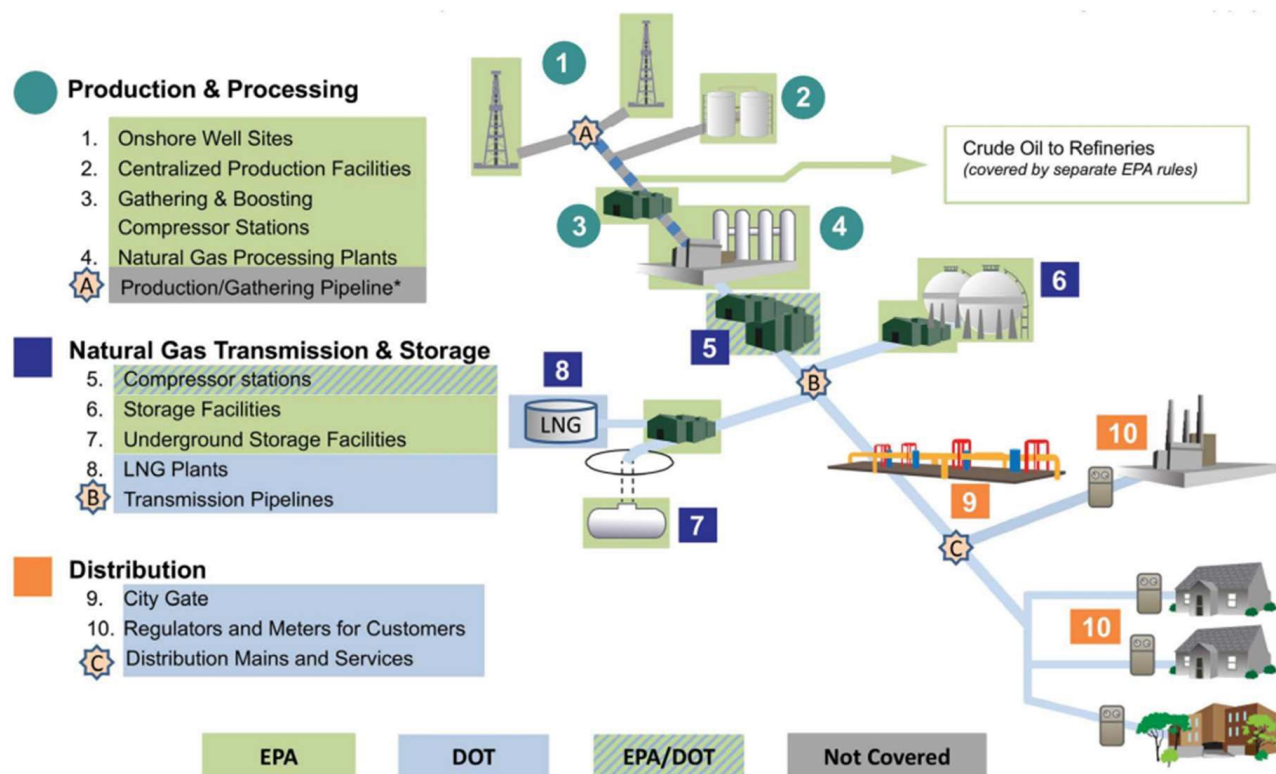 Production & Processing
1. Onshore Well Sites
2. Centralized Production Facilities
3. Gathering & Boosting
Compressor Stations
4. Natural Gas Processing Plants
A Production/Gathering Pipeline*
Natural Gas Transmission & Storage
5. Compressor stations
6. Storage Facilities
7. Underground Storage Facilities
8. LNG Plants
B Transmission Pipelines
Distribution
9. City Gate
10. Regulators and Meters for Customers
C Distribution Mains and Services
1
2
A
Crude Oil to Refineries
(covered by separate EPA rules)
3
4
6
5
8
B
LNG
10
7
9
C
10
EPA
DOT
EPA/DOT
Not Covered